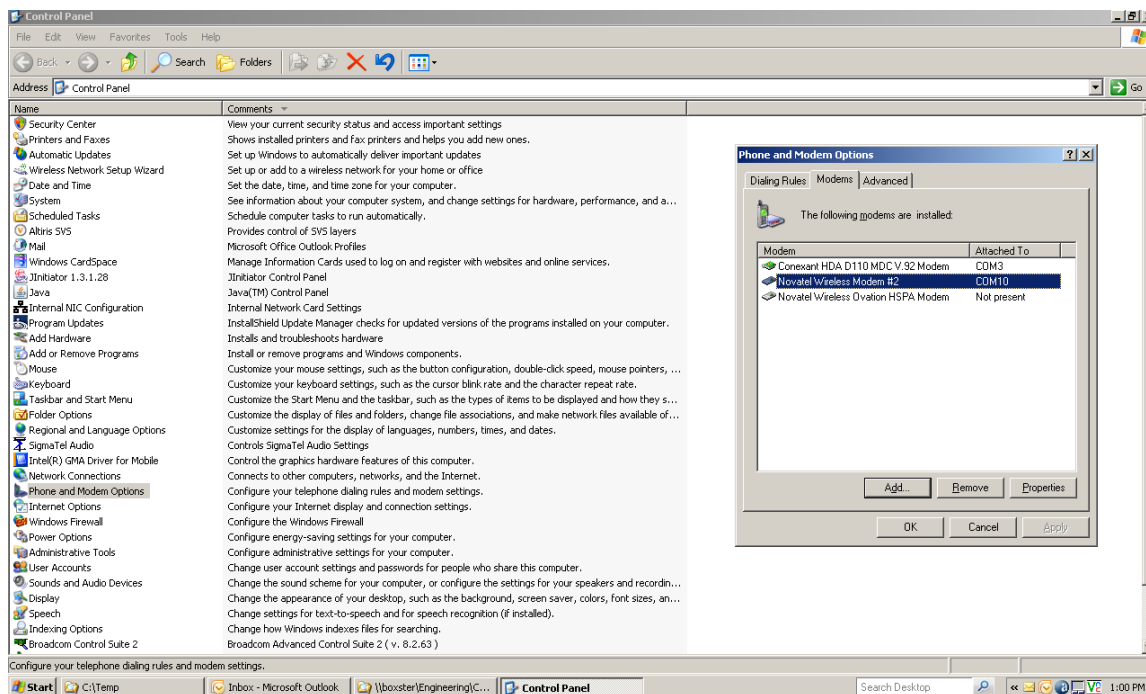 Control Panel
File Edit View Favorites Tools Help
Back Search Folders
Address Control Panel Go
Name Comments
Security Center View your current security status and access important settings
Printers and Faxes Shows installed printers and fax printers and helps you add new ones.
Automatic Updates Set up Windows to automatically deliver important updates
Wireless Network Setup Wizard Set up or add to a wireless network for your home or office
Date and Time Set the date, time, and time zone for your computer.
System See information about your computer system, and change settings for hardware, performance, and a...
Scheduled Tasks Schedule computer tasks to run automatically.
Altiris SVS Provides control of SVS layers
Mail Microsoft Office Outlook Profiles
Windows CardSpace Manage Information Cards used to log on and register with websites and online services.
JInitiator 1.3.1.28 JInitiator Control Panel
Java Java(TM) Control Panel
Internal NIC Configuration Internal Network Card Settings
Program Updates InstallShield Update Manager checks for updated versions of the programs installed on your computer.
Add Hardware Installs and troubleshoots hardware
Add or Remove Programs Install or remove programs and Windows components.
Mouse Customize your mouse settings, such as the button configuration, double-click speed, mouse pointers, ...
Keyboard Customize your keyboard settings, such as the cursor blink rate and the character repeat rate.
Taskbar and Start Menu Customize the Start Menu and the taskbar, such as the types of items to be displayed and how they s...
Folder Options Customize the display of files and folders, change file associations, and make network files available of...
Regional and Language Options Customize settings for the display of languages, numbers, times, and dates.
SigmaTel Audio Controls SigmaTel Audio Settings
Intel(R) GMA Driver for Mobile Control the graphics hardware features of this computer.
Network Connections Connects to other computers, networks, and the Internet.
Phone and Modem Options Configure your telephone dialing rules and modem settings.
Internet Options Configure your Internet display and connection settings.
Windows Firewall Configure the Windows Firewall
Power Options Configure energy-saving settings for your computer.
Administrative Tools Configure administrative settings for your computer.
User Accounts Change user account settings and passwords for people who share this computer.
Sounds and Audio Devices Change the sound scheme for your computer, or configure the settings for your speakers and recordin...
Display Change the appearance of your desktop, such as the background, screen saver, colors, font sizes, an...
Speech Change settings for text-to-speech and for speech recognition (if installed).
Indexing Options Change how Windows indexes files for searching.
Broadcom Control Suite 2 Broadcom Advanced Control Suite 2 ( v. 8.2.63 )
Phone and Modem Options
Dialing Rules Modems Advanced
The following modems are installed:
Modem Attached To
Conexant HDA D110 MDC V.92 Modem COM3
Novatel Wireless Modem #2 COM10
Novatel Wireless Ovation HSPA Modem Not present
Add... Remove Properties
OK Cancel Apply
Configure your telephone dialing rules and modem settings.
Start C:\Temp Inbox - Microsoft Outlook \\boxster\Engineering\C... Control Panel Search Desktop 1:00 PM